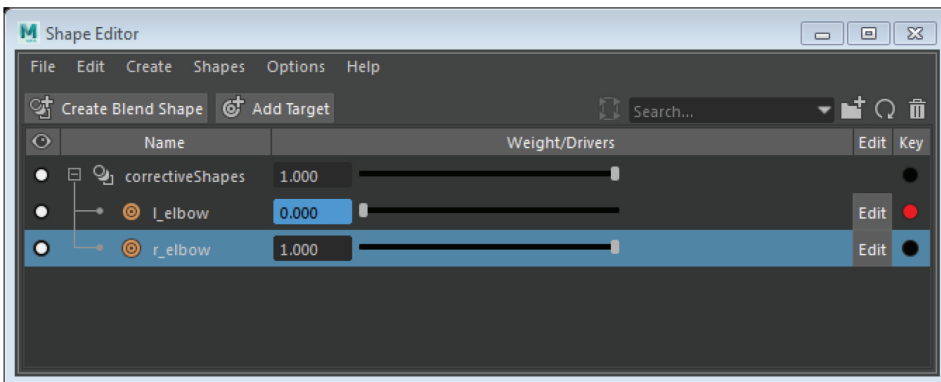 Shape Editor
File Edit Create Shapes Options Help
Create Blend Shape Add Target Search...
Name Weight/Drivers Edit Key
correctiveShapes 1.000
l_elbow 0.000 Edit
r_elbow 1.000 Edit